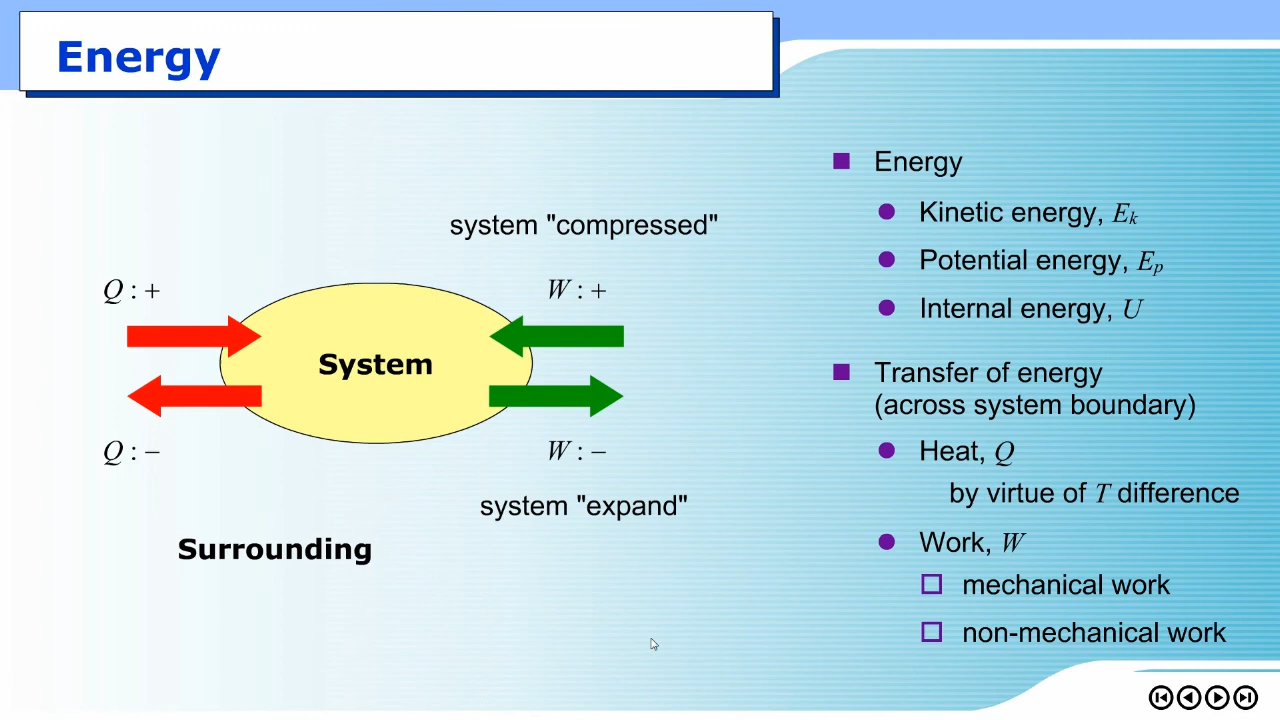 Energy
system "compressed"
Q : +
W : +
System
Q : −
W : −
system "expand"
Surrounding
Energy
Kinetic energy, Eₖ
Potential energy, Eₚ
Internal energy, U
Transfer of energy
(across system boundary)
Heat, Q
by virtue of T difference
Work, W
mechanical work
non-mechanical work